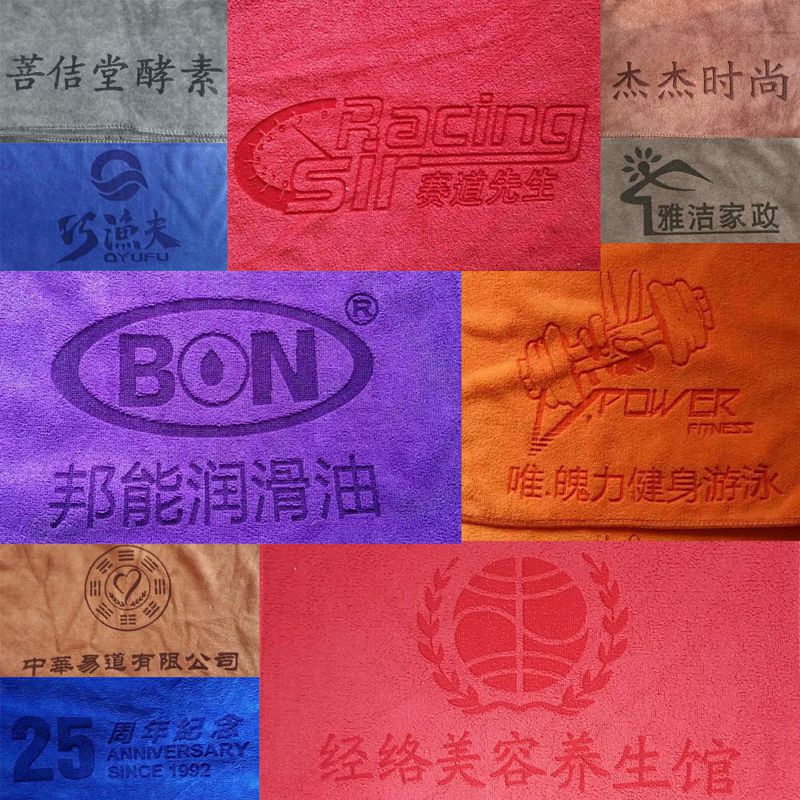 菩佶堂酵素
Racing
Sir 赛道先生
杰杰时尚
巧渔夫
QYUFU
雅洁家政
BON®
邦能润滑油
POWER
FITNESS
唯.魄力健身游泳
中華易道有限公司
25 周年紀念
ANNIVERSARY
SINCE 1992
经络美容养生馆